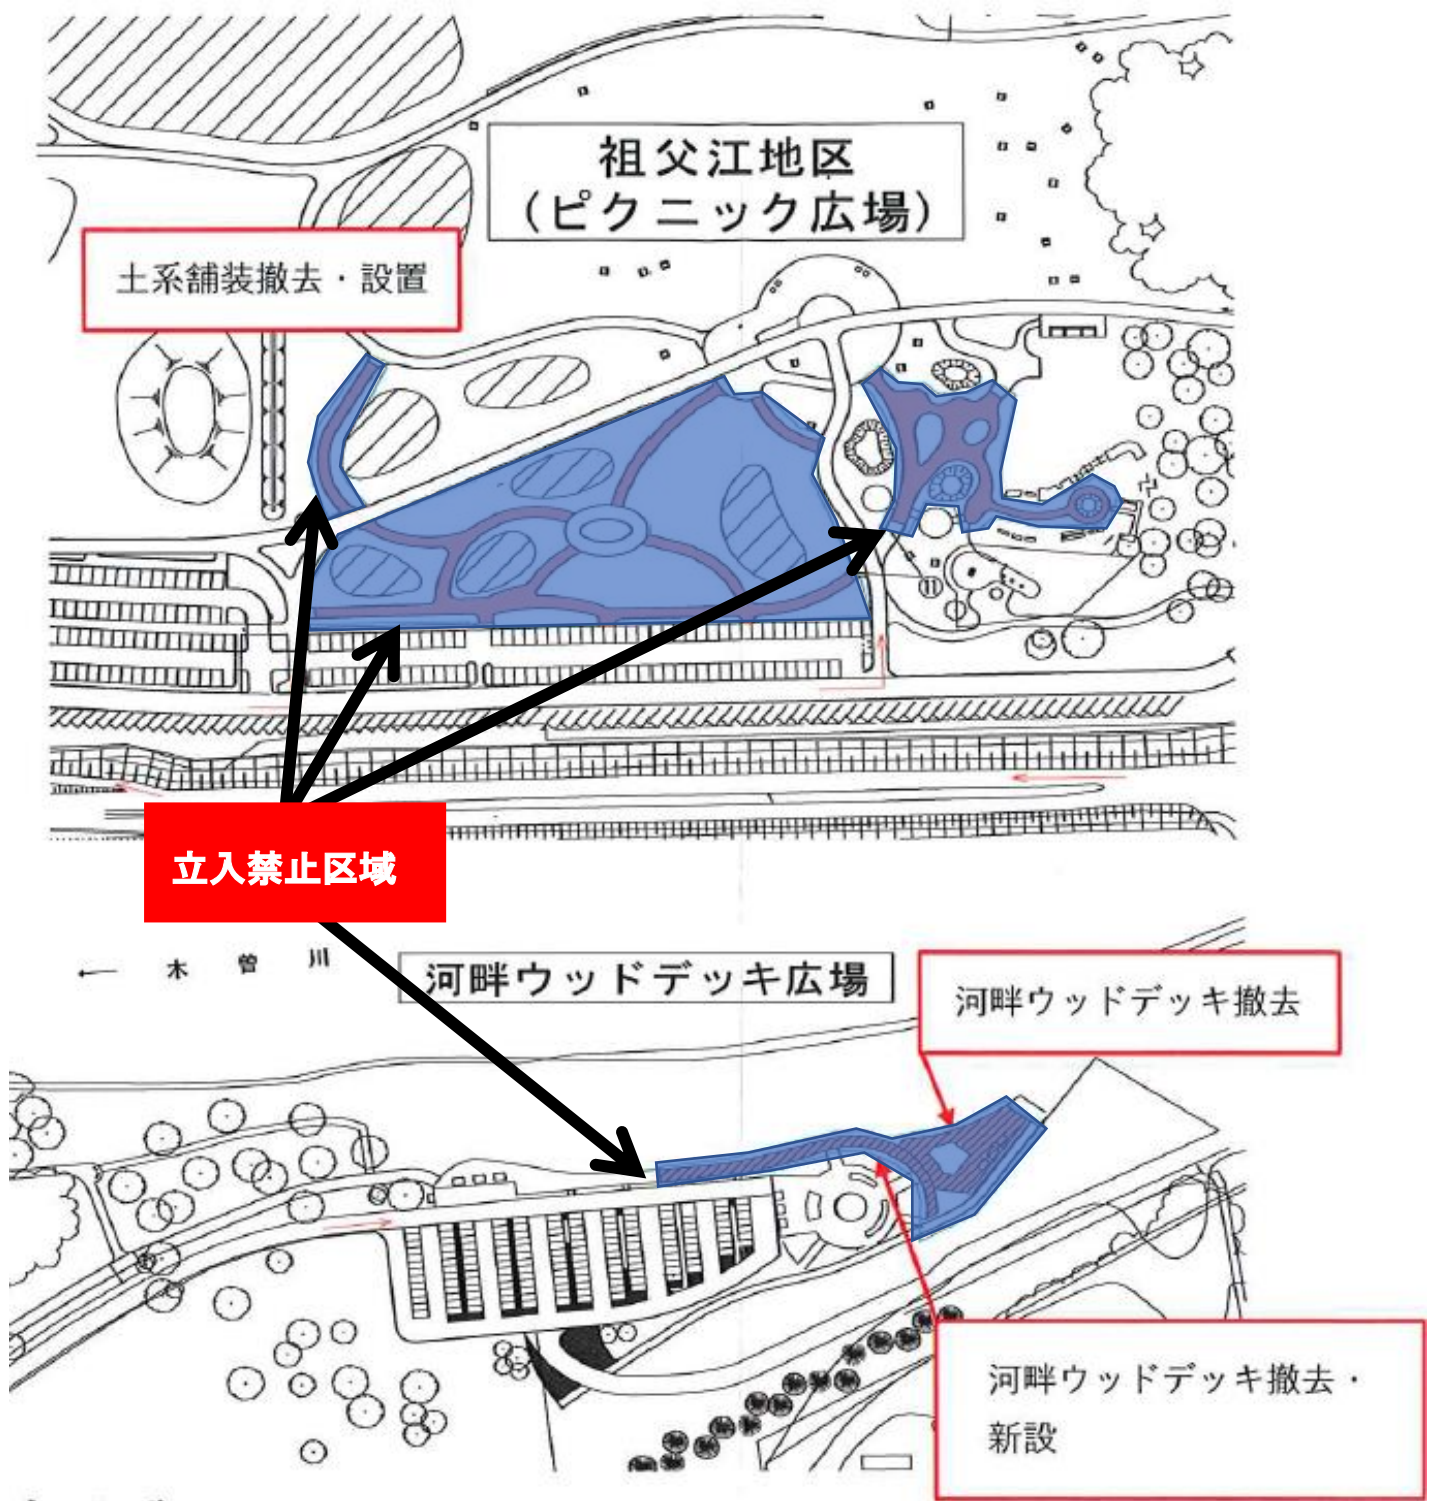 祖父江地区
(ピクニック広場)
土系舗装撤去・設置
11
立入禁止区域
← 木曽川
河畔ウッドデッキ広場
河畔ウッドデッキ撤去
河畔ウッドデッキ撤去・
新設